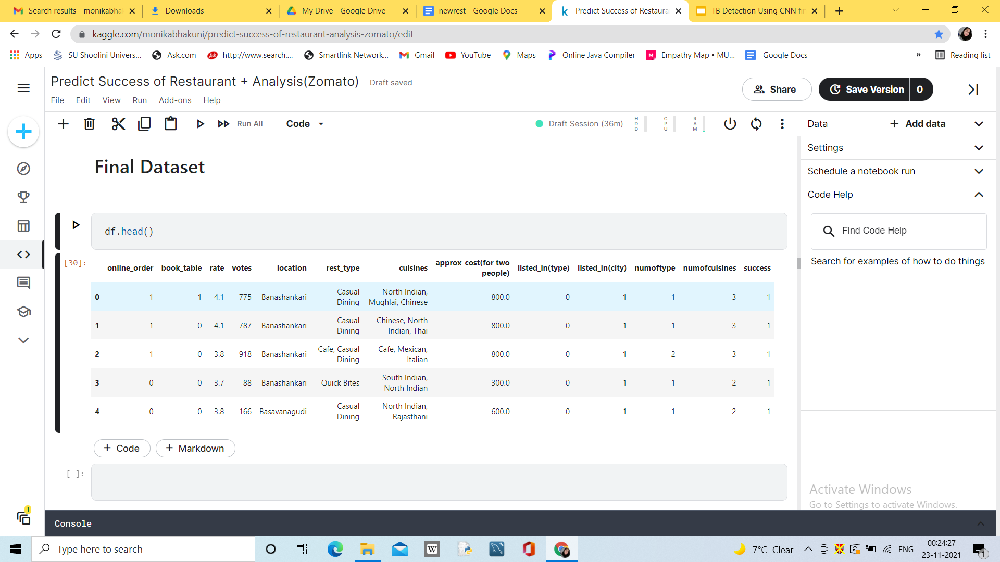 Search results - monikabhal
Downloads
My Drive - Google Drive
newrest - Google Docs
Predict Success of Restaura
TB Detection Using CNN fin
kaggle.com/monikabhakuni/predict-success-of-restaurant-analysis-zomato/edit
Apps
SU Shoolini Univers...
Ask.com
Ask
http://www.search....
Smartlink Network...
Gmail
YouTube
Maps
Online Java Compiler
Empathy Map • MU...
Google Docs
»
Reading list
Predict Success of Restaurant + Analysis(Zomato)
Draft saved
File Edit View Run Add-ons Help
Share
Save Version 0
Run All
Code
Draft Session (36m)
HDD
CPU
RAM
Data
+ Add data
Settings
Schedule a notebook run
Code Help
Find Code Help
Search for examples of how to do things
Final Dataset
df.head()
[30]:
online_order book_table rate votes location rest_type cuisines approx_cost(for two people) listed_in(type) listed_in(city) numoftype numofcuisines success
0 1 1 4.1 775 Banashankari Casual Dining North Indian, Mughlai, Chinese 800.0 0 1 1 3 1
1 1 0 4.1 787 Banashankari Casual Dining Chinese, North Indian, Thai 800.0 0 1 1 3 1
2 1 0 3.8 918 Banashankari Cafe, Casual Dining Cafe, Mexican, Italian 800.0 0 1 2 3 1
3 0 0 3.7 88 Banashankari Quick Bites South Indian, North Indian 300.0 0 1 1 2 1
4 0 0 3.8 166 Basavanagudi Casual Dining North Indian, Rajasthani 600.0 0 1 1 2 1
+ Code
+ Markdown
[ ]:
Activate Windows
Go to Settings to activate Windows.
1
Console
Type here to search
W
7°C Clear
ENG
00:24:27
23-11-2021
1